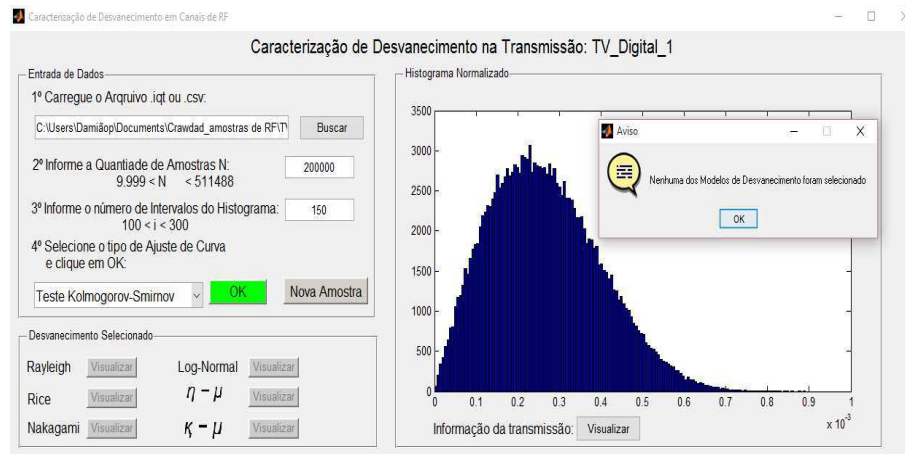 Caracterização de Desvanecimento em Canais de RF
Caracterização de Desvanecimento na Transmissão: TV_Digital_1
Entrada de Dados
1º Carregue o Arqruivo .iqt ou .csv:
C:\Users\Damiãop\Documents\Crawdad_amostras de RF\T\
Buscar
2º Informe a Quantiade de Amostras N:
9.999 < N < 511488
200000
3º Informe o número de Intervalos do Histograma:
100 < i < 300
150
4º Selecione o tipo de Ajuste de Curva
e clique em OK:
Teste Kolmogorov-Smirnov
OK
Nova Amostra
Desvanecimento Selecionado
Rayleigh Visualizar Log-Normal Visualizar
Rice Visualizar η − μ Visualizar
Nakagami Visualizar κ − μ Visualizar
Histograma Normalizado
3500
3000
2500
2000
1500
1000
500
0
0 0.1 0.2 0.3 0.4 0.5 0.6 0.7 0.8 0.9 1
x 10-3
Informação da transmissão: Visualizar
Aviso
Nenhuma dos Modelos de Desvanecimento foram selecionado
OK